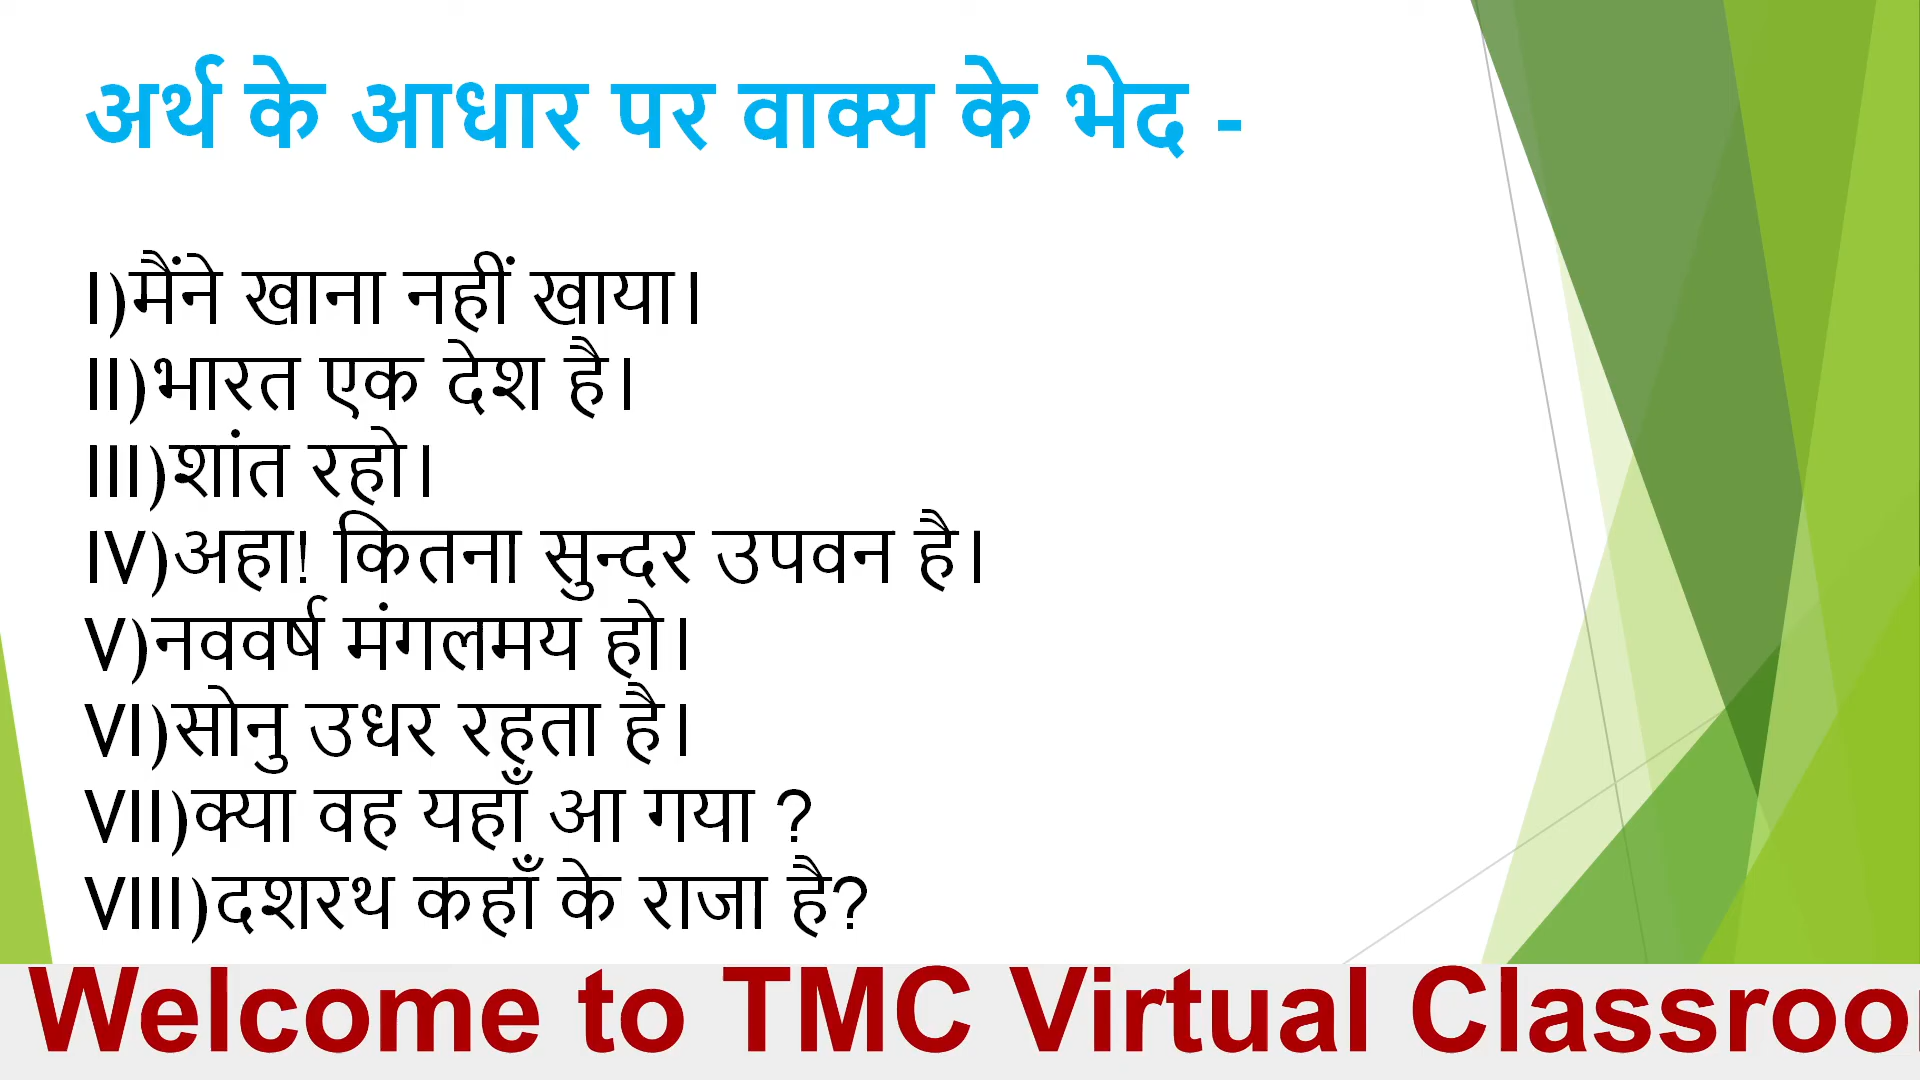 अर्थ के आधार पर वाक्य के भेद -
I)मैंने खाना नहीं खाया।
II)भारत एक देश है।
III)शांत रहो।
IV)अहा! कितना सुन्दर उपवन है।
V)नववर्ष मंगलमय हो।
VI)सोनु उधर रहता है।
VII)क्या वह यहाँ आ गया ?
VIII)दशरथ कहाँ के राजा है?
Welcome to TMC Virtual Classroo